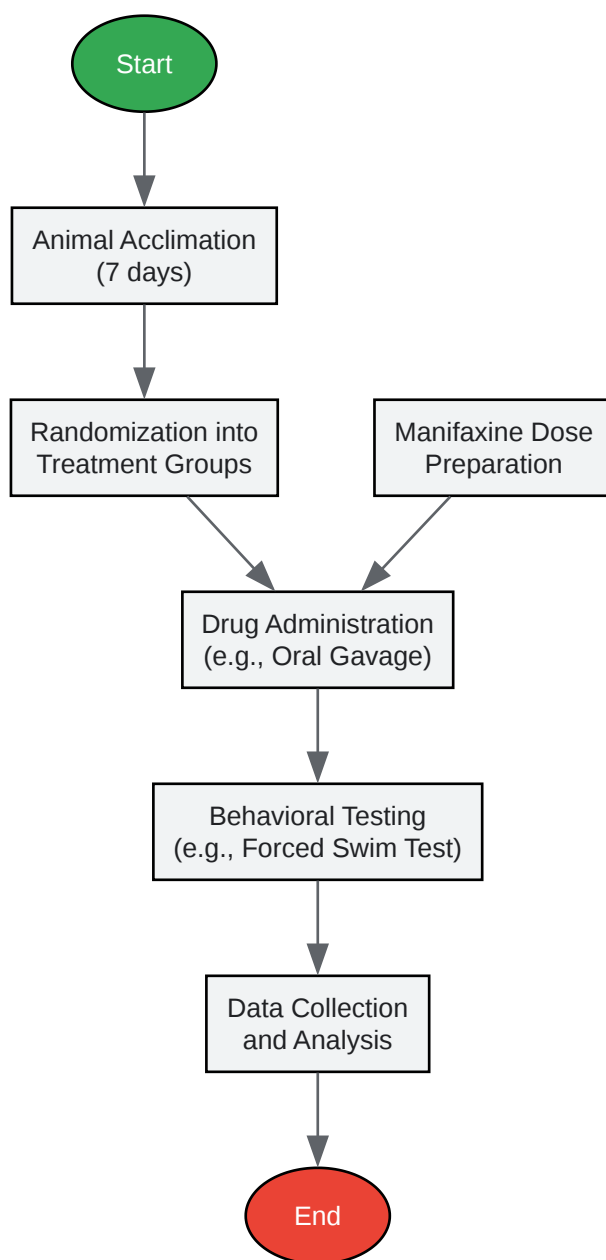 Start
Animal Acclimation
(7 days)
Randomization into
Treatment Groups
Manifaxine Dose
Preparation
Drug Administration
(e.g., Oral Gavage)
Behavioral Testing
(e.g., Forced Swim Test)
Data Collection
and Analysis
End